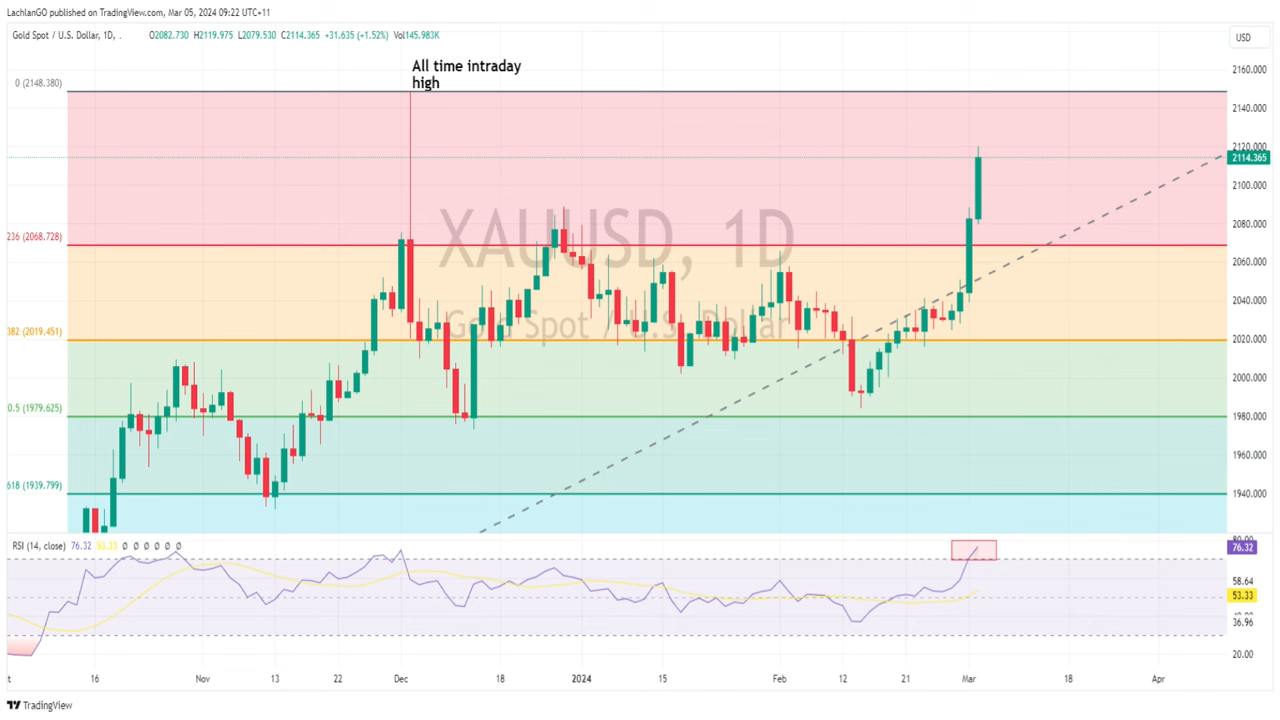 LachlanGO published on TradingView.com, Mar 05, 2024 09:22 UTC+11
Gold Spot / U.S. Dollar, 1D, . O2082.730 H2119.975 L2079.530 C2114.365 +31.635 (+1.52%) Vol145.983K
USD
All time intraday
high
0 (2148.380)
236 (2068.728)
382 (2019.451)
0.5 (1979.625)
618 (1939.799)
XAUUSD, 1D
Gold Spot / U.S. Dollar
2160.000
2140.000
2120.000
2114.365
2100.000
2080.000
2060.000
2040.000
2020.000
2000.000
1980.000
1960.000
1940.000
RSI (14, close) 76.32 53.33 Ø Ø Ø Ø Ø Ø
80.00
76.32
58.64
53.33
36.96
20.00
16 Nov 13 22 Dec 18 2024 15 Feb 12 21 Mar 18 Apr
TradingView